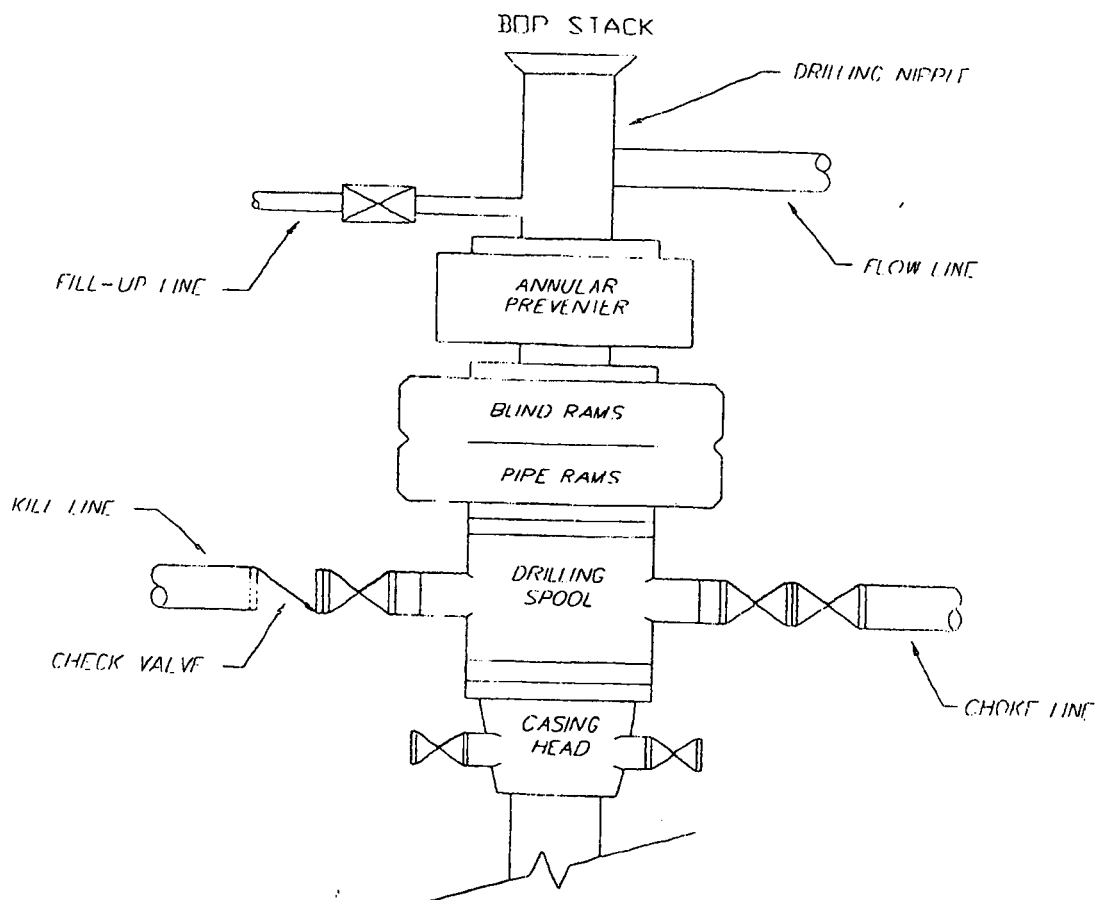 BOP STACK
DRILLING NIPPLE
FILL-UP LINE
FLOW LINE
ANNULAR
PREVENIER
BLIND RAMS
PIPE RAMS
KILL LINE
DRILLING
SPOOL
CHECK VALVE
CHOKE LINE
CASING
HEAD